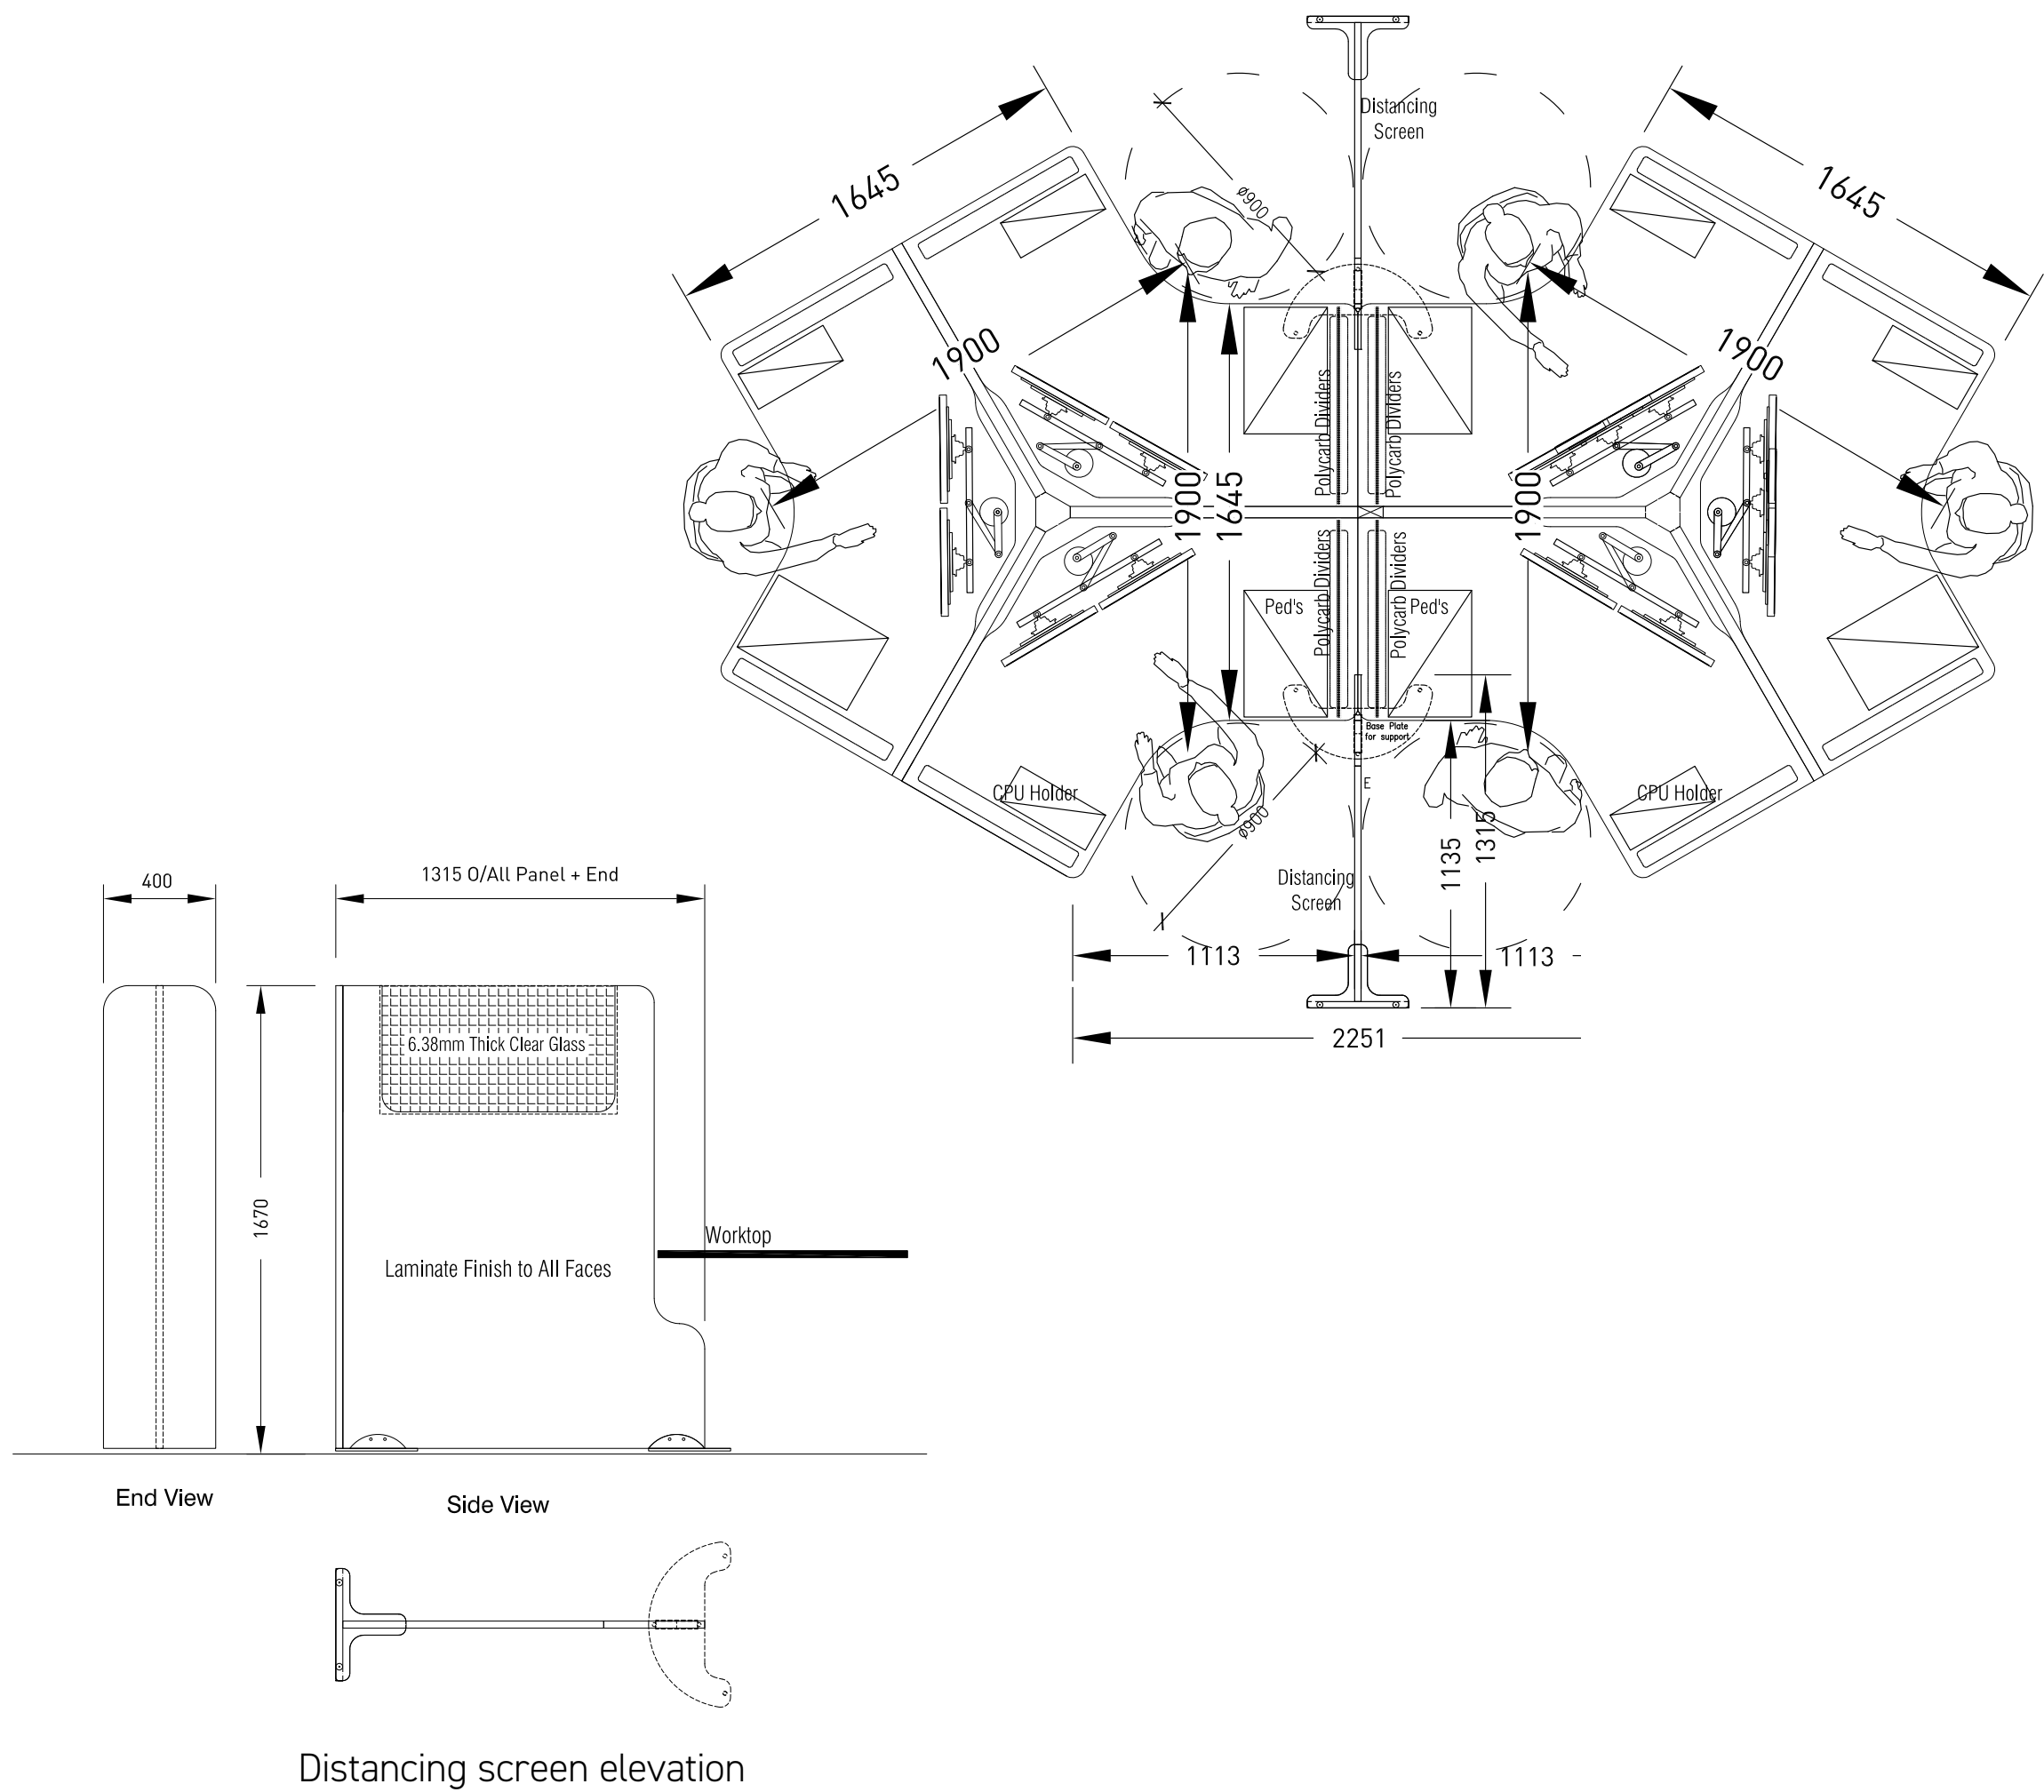 Distancing
Screen
1645
1645
ø900
1900
1900
Polycarb Dividers
Polycarb Dividers
1900
1645
1900
Polycarb Dividers
Polycarb Dividers
Ped's
Ped's
Base Plate
for support
E
CPU Holder
CPU Holder
ø900
1315
1135
Distancing
Screen
1113
1113
2251
400
1315 O/All Panel + End
6.38mm Thick Clear Glass
1670
Worktop
Laminate Finish to All Faces
End View
Side View
Distancing screen elevation